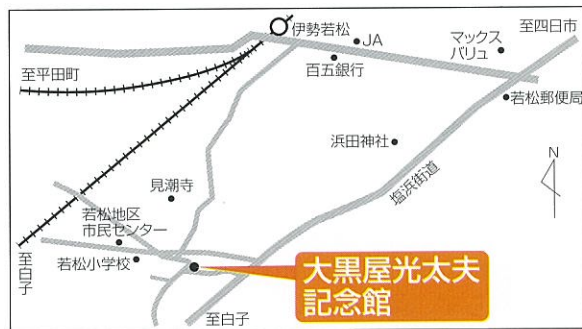 伊勢若松
JA
マックス
バリュ
至四日市
百五銀行
至平田町
若松郵便局
浜田神社
N
塩浜街道
見潮寺
若松地区
市民センター
至白子
若松小学校
大黒屋光太夫
記念館
至白子